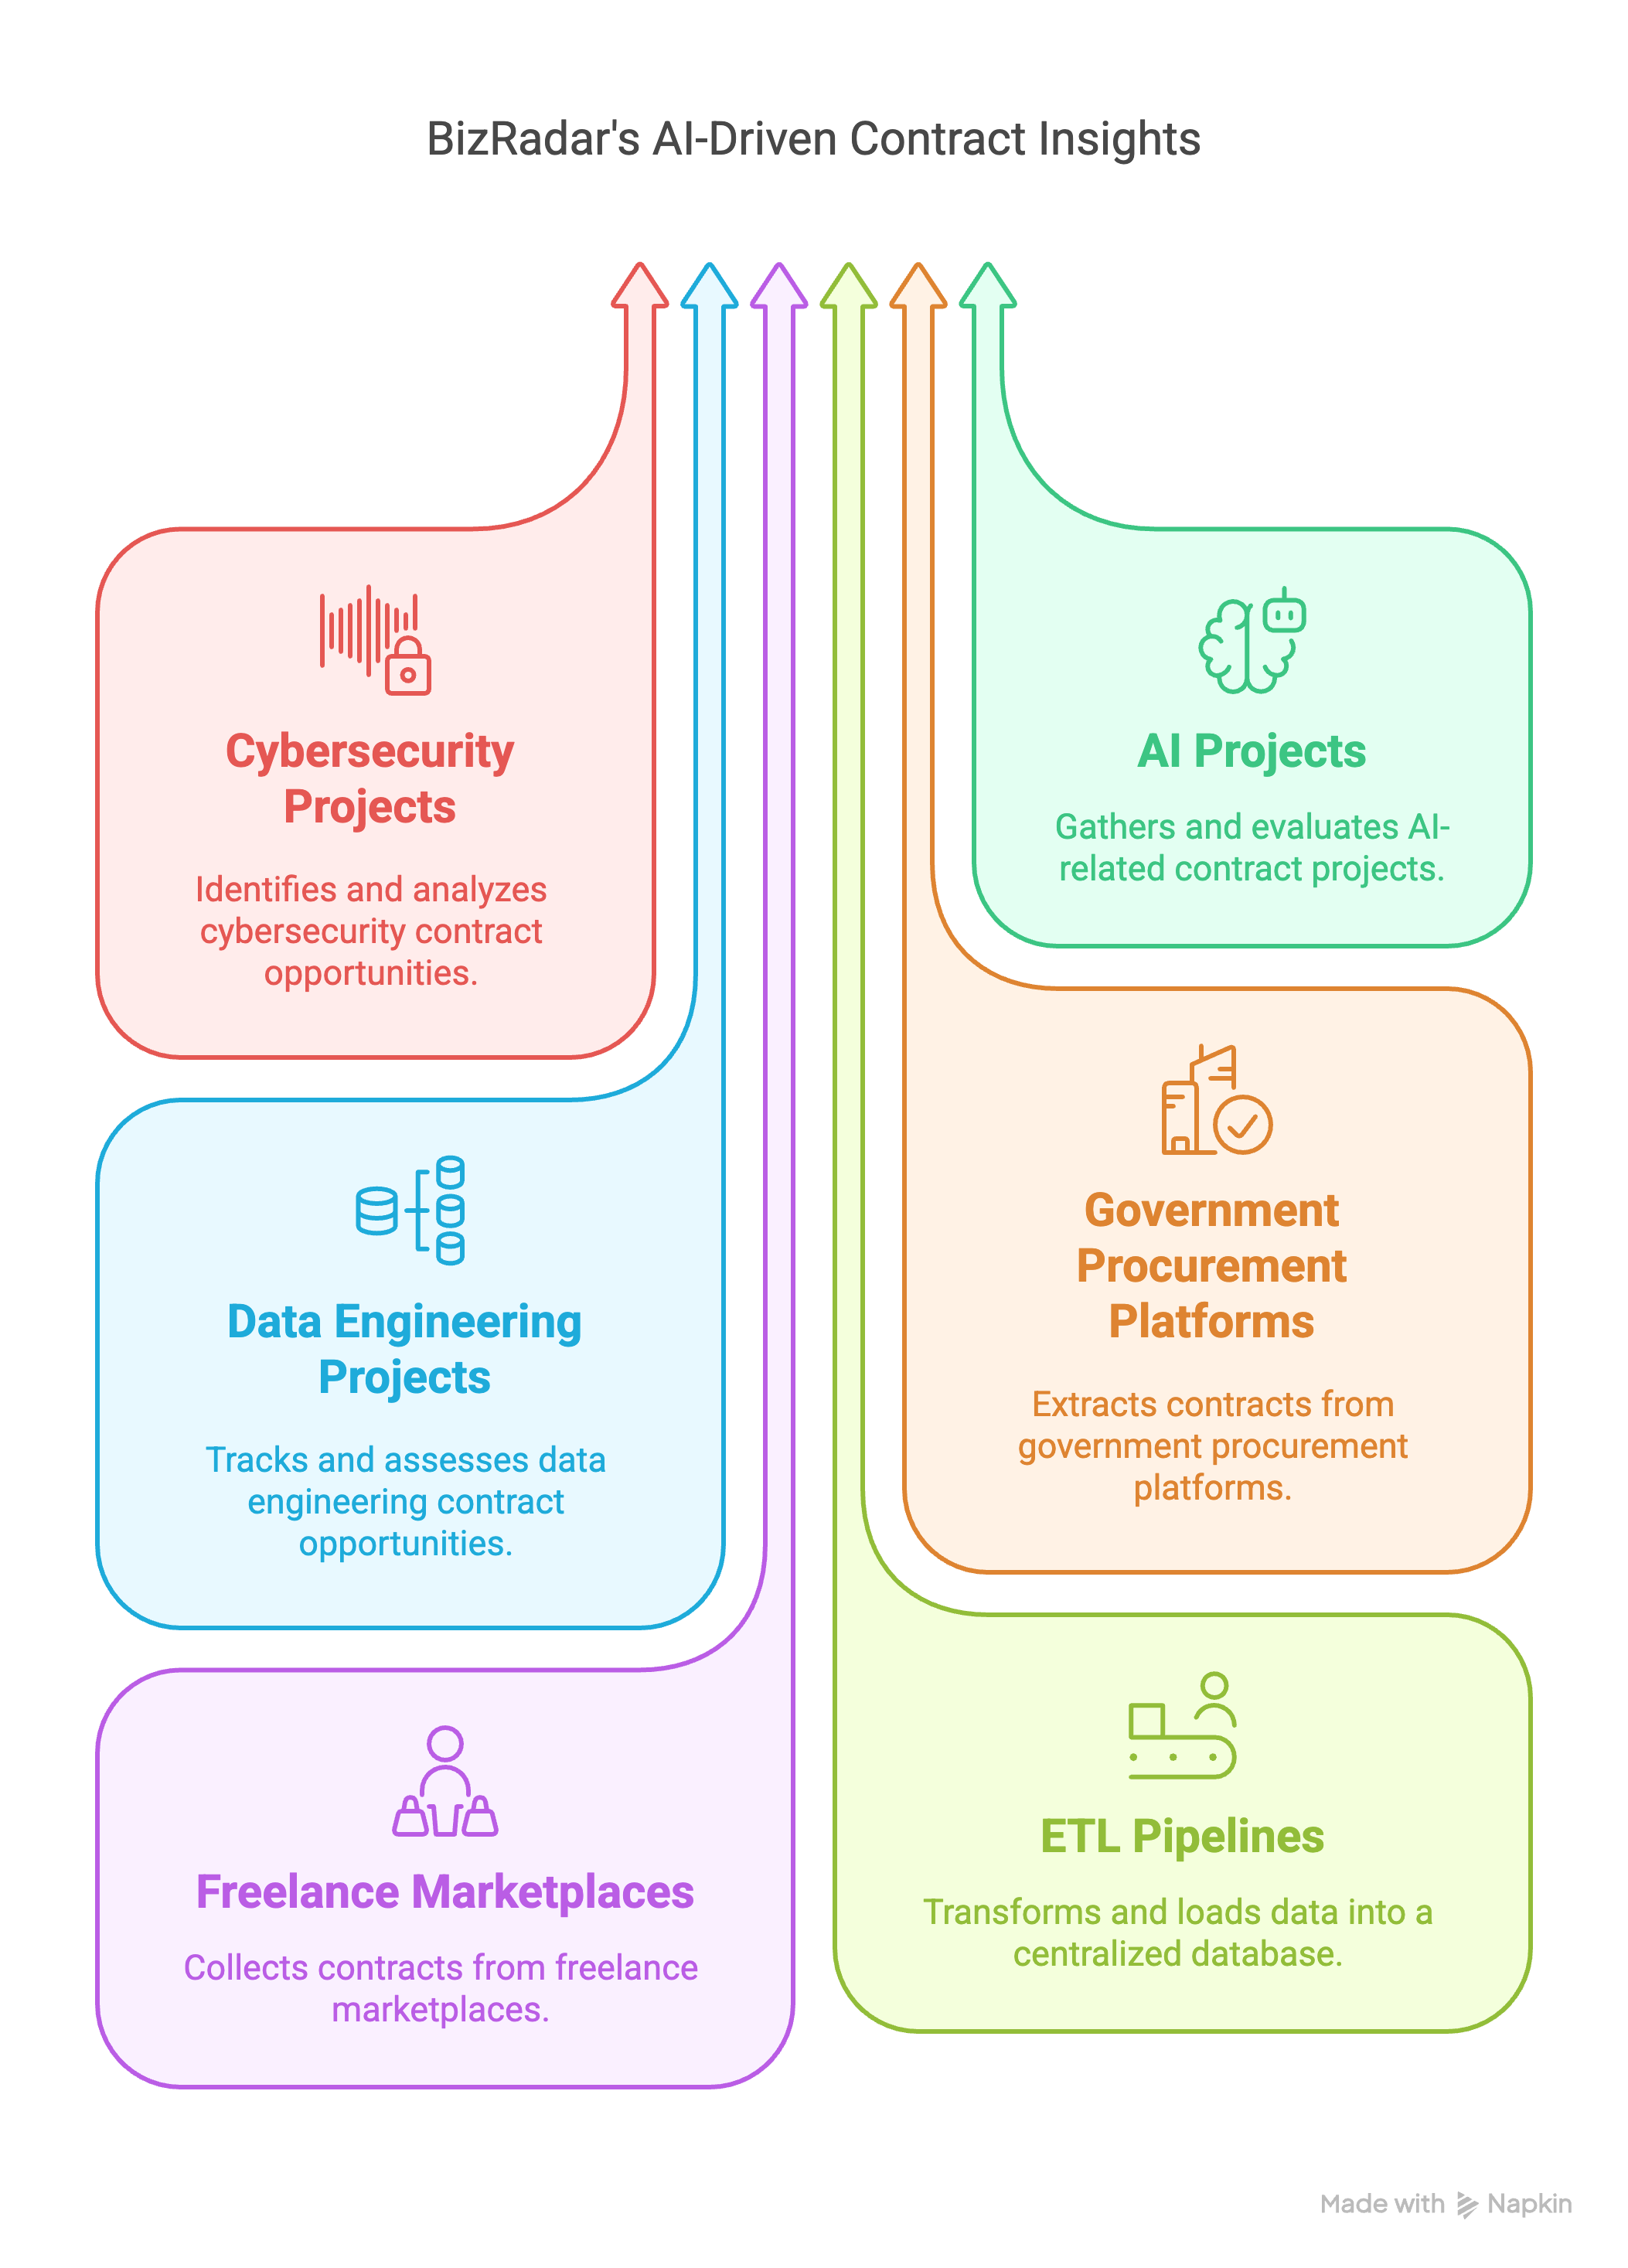 BizRadar's AI-Driven Contract Insights
Cybersecurity
Projects
Identifies and analyzes
cybersecurity contract
opportunities.
AI Projects
Gathers and evaluates AI-
related contract projects.
Data Engineering
Projects
Tracks and assesses data
engineering contract
opportunities.
Government
Procurement
Platforms
Extracts contracts from
government procurement
platforms.
Freelance Marketplaces
Collects contracts from freelance
marketplaces.
ETL Pipelines
Transforms and loads data into a
centralized database.
Made with Napkin